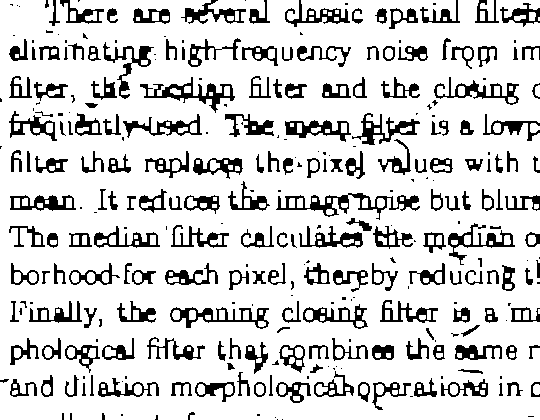 There are several classic spatial filters
eliminating high frequency noise from im
filter, the median filter and the closing o
frequently used. The mean filter is a lowp
filter that replaces the pixel values with t
mean. It reduces the image noise but blurs
The median filter calculates the median o
borhood for each pixel, thereby reducing t
Finally, the opening closing filter is a ma
phological filter that combines the same r
and dilation morphological operations in o